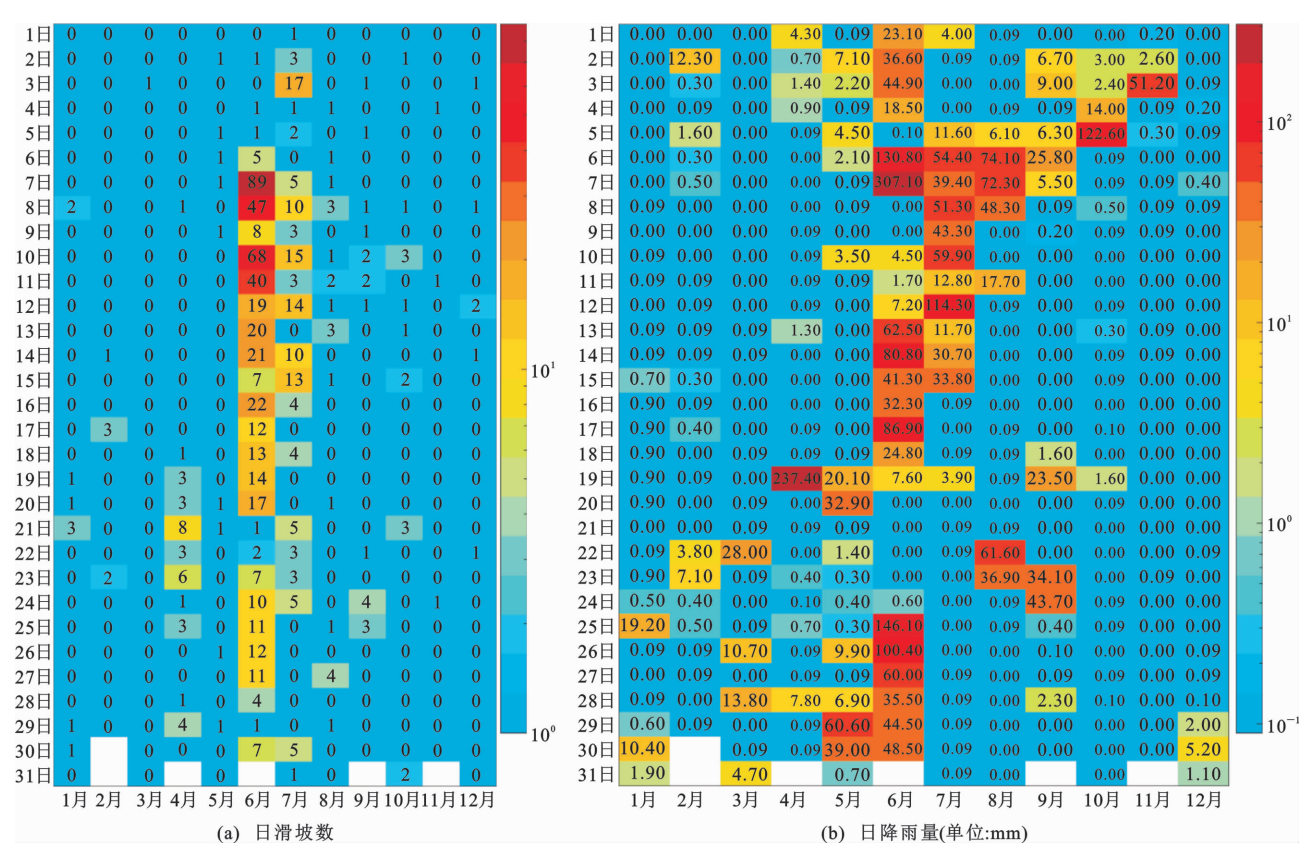 1日 0 0 0 0 0 0 1 0 0 0 0 0
2日 0 0 0 0 1 1 3 0 1 1 0 0
3日 0 0 1 0 0 0 17 0 1 0 0 1
4日 0 0 0 0 0 1 1 1 0 0 1 0
5日 0 0 0 0 1 1 2 0 1 0 0 0
6日 0 0 0 0 1 5 0 1 0 0 0 0
7日 0 0 0 0 1 89 5 1 0 0 0 0
8日 2 0 0 1 0 47 10 3 1 1 0 1
9日 0 0 0 0 1 8 3 0 1 0 0 0
10日 0 0 0 0 0 68 15 1 2 3 0 0
11日 0 0 0 0 0 40 3 2 2 0 1 0
12日 0 0 0 0 0 19 14 1 1 1 0 2
13日 0 0 0 0 0 20 0 3 0 1 0 0
14日 0 1 0 0 0 21 10 0 0 0 0 1
15日 0 0 0 0 0 7 13 1 0 2 0 0
16日 0 0 0 0 0 22 4 0 0 0 0 0
17日 0 3 0 0 0 12 0 0 0 0 0 0
18日 0 0 0 1 0 13 4 0 0 0 0 0
19日 1 0 0 3 0 14 0 0 0 0 0 0
20日 1 0 0 3 1 17 0 1 0 0 0 0
21日 3 0 0 8 1 1 5 0 0 3 0 0
22日 0 0 0 3 0 2 3 0 1 0 0 1
23日 0 2 0 6 0 7 3 0 0 0 0 0
24日 0 0 0 1 0 10 5 0 4 0 1 0
25日 0 0 0 3 0 11 0 1 3 0 0 0
26日 0 0 0 0 0 12 0 0 0 0 0 0
27日 0 0 0 0 0 11 0 4 0 0 0 0
28日 0 0 0 1 0 4 0 0 0 0 0 0
29日 1 0 0 4 1 1 0 1 0 0 0 0
30日 1 0 0 0 7 5 0 0 0 0 0
31日 0 0 0 1 0 2 0
1月 2月 3月 4月 5月 6月 7月 8月 9月 10月 11月 12月
10¹
10⁰
(a) 日滑坡数
1日 0.00 0.00 0.00 4.30 0.09 23.10 4.00 0.09 0.00 0.00 0.20 0.00
2日 0.00 12.30 0.00 0.70 7.10 36.60 0.09 0.09 6.70 3.00 2.60 0.00
3日 0.00 0.30 0.00 1.40 2.20 44.90 0.00 0.00 9.00 2.40 51.20 0.09
4日 0.00 0.09 0.00 0.90 0.09 18.50 0.00 0.09 0.09 14.00 0.09 0.20
5日 0.00 1.60 0.00 0.09 4.50 0.10 11.60 6.10 6.30 122.60 0.30 0.09
6日 0.00 0.30 0.00 0.00 2.10 130.80 54.40 74.10 25.80 0.09 0.00 0.00
7日 0.00 0.50 0.00 0.00 0.09 307.10 39.40 72.30 5.50 0.09 0.09 0.40
8日 0.09 0.00 0.00 0.00 0.09 0.00 51.30 48.30 0.09 0.50 0.09 0.09
9日 0.00 0.00 0.00 0.09 0.00 0.00 43.30 0.00 0.20 0.09 0.09 0.00
10日 0.09 0.00 0.00 0.09 3.50 4.50 59.90 0.00 0.00 0.00 0.00 0.00
11日 0.09 0.00 0.00 0.09 0.09 1.70 12.80 17.70 0.00 0.00 0.00 0.00
12日 0.00 0.09 0.00 0.09 0.00 7.20 114.30 0.09 0.00 0.09 0.00 0.00
13日 0.09 0.09 0.09 1.30 0.00 62.50 11.70 0.00 0.00 0.30 0.00 0.00
14日 0.09 0.09 0.09 0.00 0.00 80.80 30.70 0.00 0.00 0.09 0.00 0.00
15日 0.70 0.30 0.00 0.00 0.00 41.30 33.80 0.00 0.00 0.00 0.00 0.00
16日 0.90 0.09 0.00 0.00 0.00 32.30 0.09 0.00 0.00 0.00 0.00 0.00
17日 0.90 0.40 0.00 0.09 0.00 86.90 0.00 0.00 0.00 0.10 0.00 0.00
18日 0.90 0.00 0.09 0.09 0.09 24.80 0.09 0.00 1.60 0.00 0.00 0.00
19日 0.90 0.09 0.00 237.40 20.10 7.60 3.90 0.09 23.50 1.60 0.00 0.00
20日 0.90 0.00 0.09 0.00 32.90 0.00 0.00 0.00 0.00 0.09 0.00 0.00
21日 0.00 0.09 0.09 0.09 0.09 0.00 0.00 0.09 0.00 0.00 0.00 0.00
22日 0.09 3.80 28.00 0.00 1.40 0.00 0.09 61.60 0.00 0.00 0.00 0.09
23日 0.90 7.10 0.09 0.40 0.30 0.00 0.00 36.90 34.10 0.00 0.09 0.00
24日 0.50 0.40 0.00 0.10 0.40 0.60 0.00 0.09 43.70 0.09 0.00 0.00
25日 19.20 0.50 0.09 0.70 0.30 146.10 0.00 0.00 0.40 0.09 0.09 0.00
26日 0.09 0.09 10.70 0.09 9.90 100.40 0.00 0.00 0.10 0.00 0.00 0.09
27日 0.00 0.09 0.09 0.00 0.09 60.00 0.00 0.00 0.09 0.00 0.00 0.09
28日 0.09 0.00 13.80 7.80 6.90 35.50 0.09 0.00 2.30 0.10 0.00 0.10
29日 0.60 0.09 0.00 0.09 60.60 44.50 0.09 0.00 0.00 0.00 0.00 2.00
30日 10.40 0.09 0.09 39.00 48.50 0.09 0.00 0.00 0.00 0.00 5.20
31日 1.90 4.70 0.70 0.09 0.00 0.00 1.10
1月 2月 3月 4月 5月 6月 7月 8月 9月 10月 11月 12月
10²
10¹
10⁰
10⁻¹
(b) 日降雨量(单位:mm)